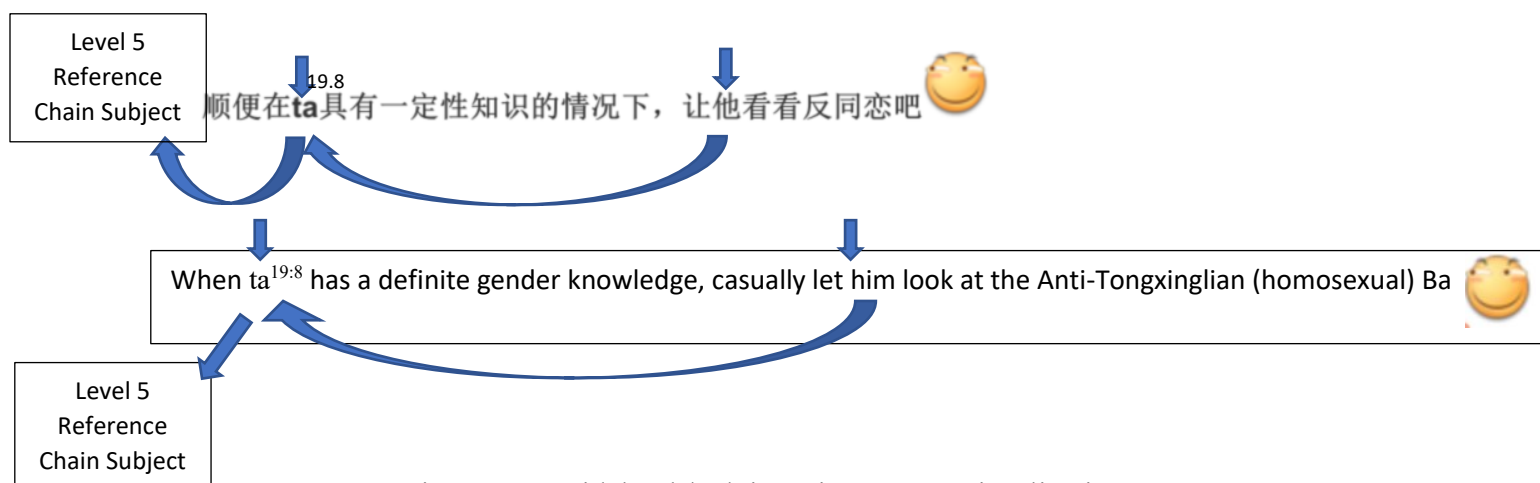 Level 5
Reference
Chain Subject
19.8
顺便在ta具有一定性知识的情况下，让他看看反同恋吧
When ta19:8 has a definite gender knowledge, casually let him look at the Anti-Tongxinglian (homosexual) Ba
Level 5
Reference
Chain Subject